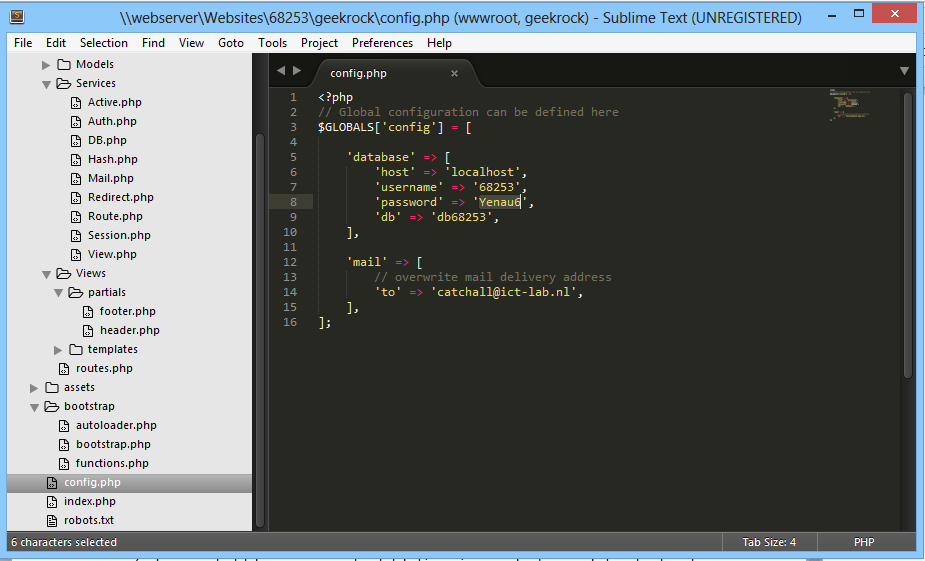 \\webserver\Websites\68253\geekrock\config.php (wwwroot, geekrock) - Sublime Text (UNREGISTERED)
File Edit Selection Find View Goto Tools Project Preferences Help
Models
Services
Active.php
Auth.php
DB.php
Hash.php
Mail.php
Redirect.php
Route.php
Session.php
View.php
Views
partials
footer.php
header.php
templates
routes.php
assets
bootstrap
autoloader.php
bootstrap.php
functions.php
config.php
index.php
robots.txt
config.php ×
1 <?php
2 // Global configuration can be defined here
3 $GLOBALS['config'] = [
4
5 'database' => [
6 'host' => 'localhost',
7 'username' => '68253',
8 'password' => 'Yenau6',
9 'db' => 'db68253',
10 ],
11
12 'mail' => [
13 // overwrite mail delivery address
14 'to' => 'catchall@ict-lab.nl',
15 ],
16 ];
6 characters selected Tab Size: 4 PHP